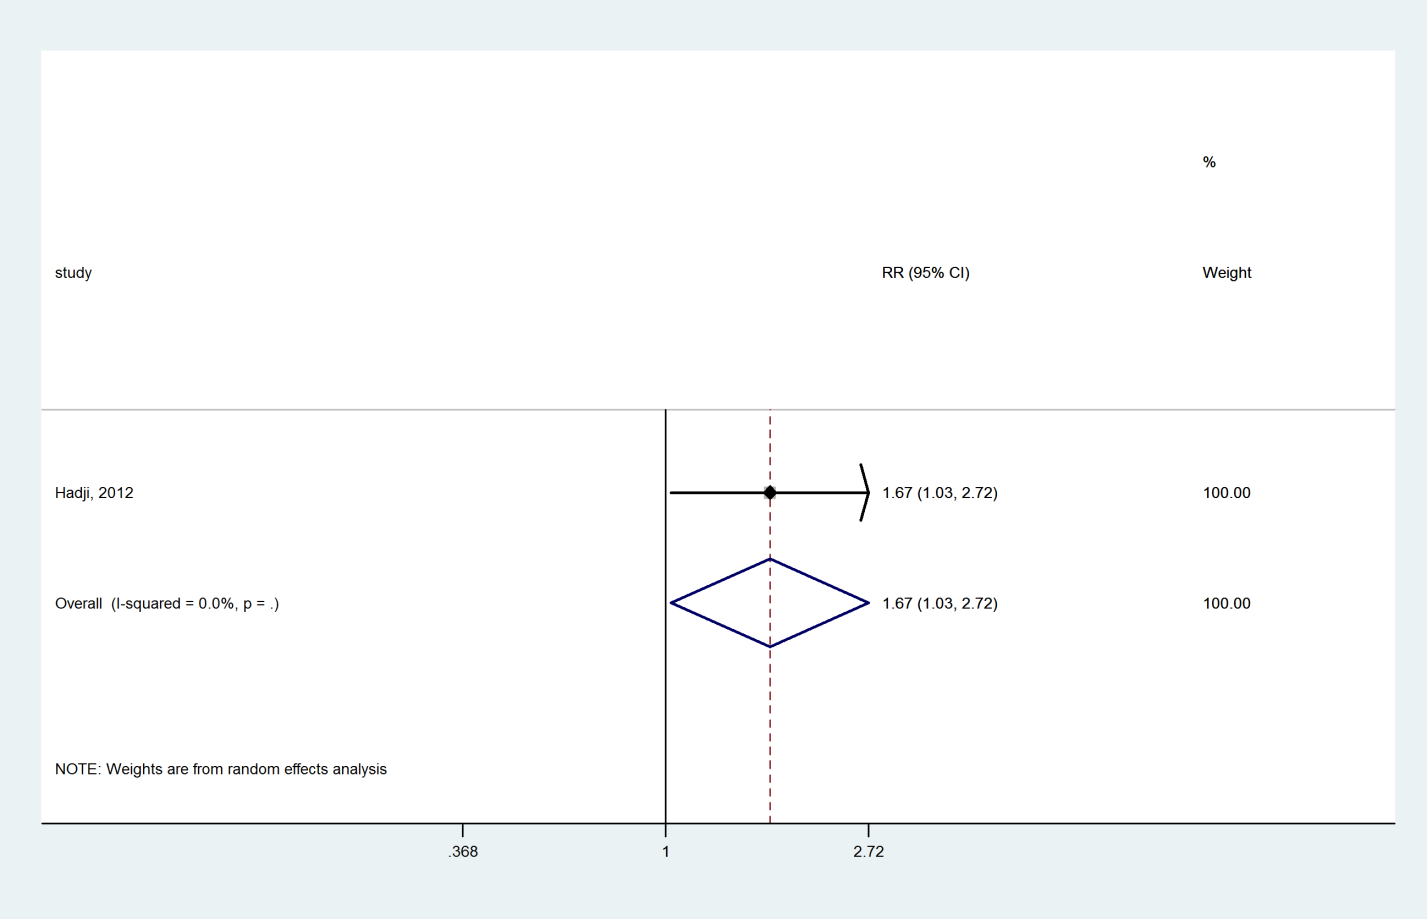 %
study RR (95% CI) Weight
Hadji, 2012 1.67 (1.03, 2.72) 100.00
Overall (I-squared = 0.0%, p = .) 1.67 (1.03, 2.72) 100.00
NOTE: Weights are from random effects analysis
.368 1 2.72